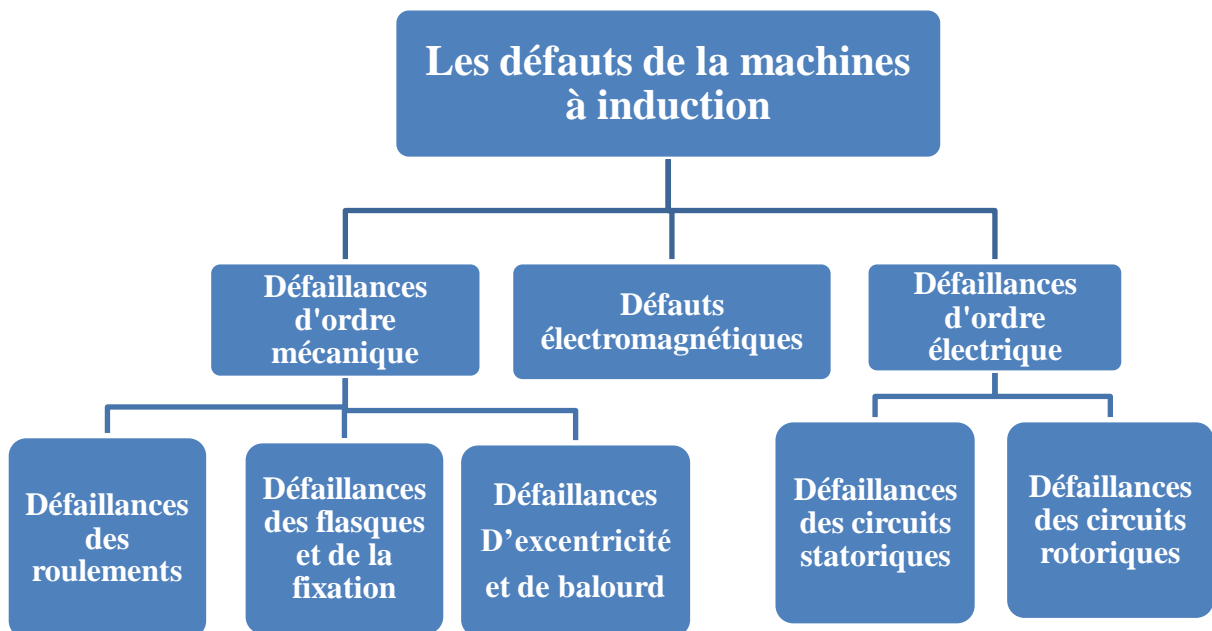 Les défauts de la machines
à induction
Défaillances
d'ordre
mécanique
Défauts
électromagnétiques
Défaillances
d'ordre
électrique
Défaillances
des
roulements
Défaillances
des flasques
et de la
fixation
Défaillances
D’excentricité
et de balourd
Défaillances
des circuits
statoriques
Défaillances
des circuits
rotoriques